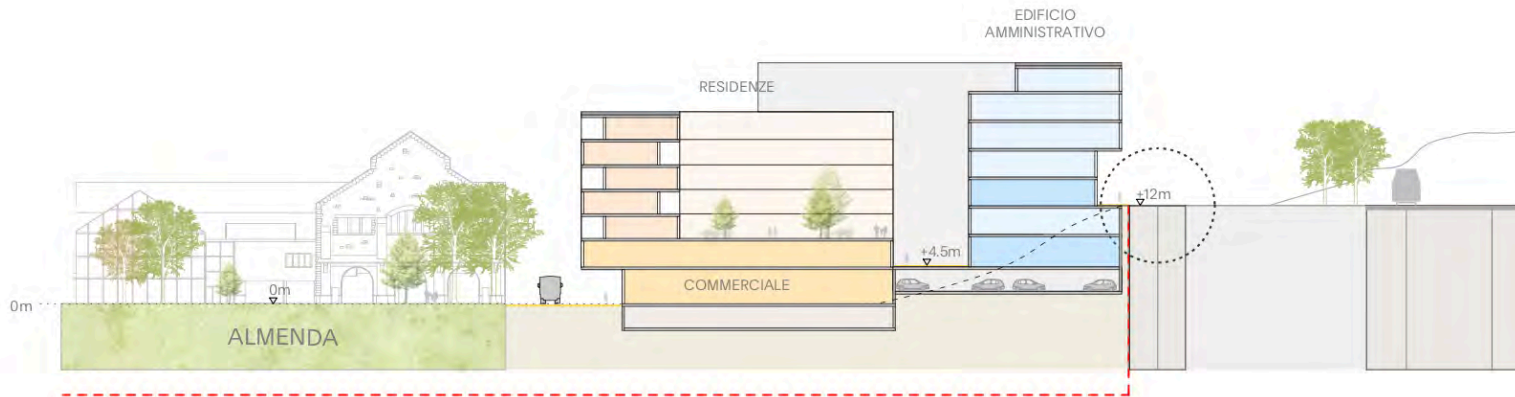 EDIFICIO
AMMINISTRATIVO
RESIDENZE
+12m
+4.5m
COMMERCIALE
0m
0m
ALMENDA